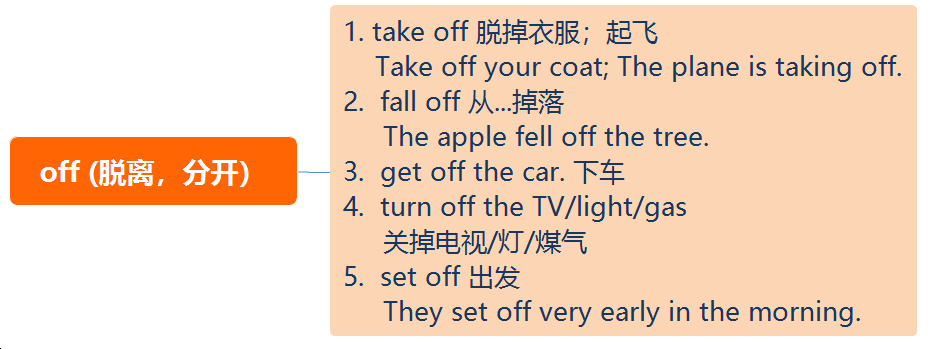 off (脱离，分开)
1. take off 脱掉衣服；起飞
Take off your coat; The plane is taking off.
2. fall off 从...掉落
The apple fell off the tree.
3. get off the car. 下车
4. turn off the TV/light/gas
关掉电视/灯/煤气
5. set off 出发
They set off very early in the morning.